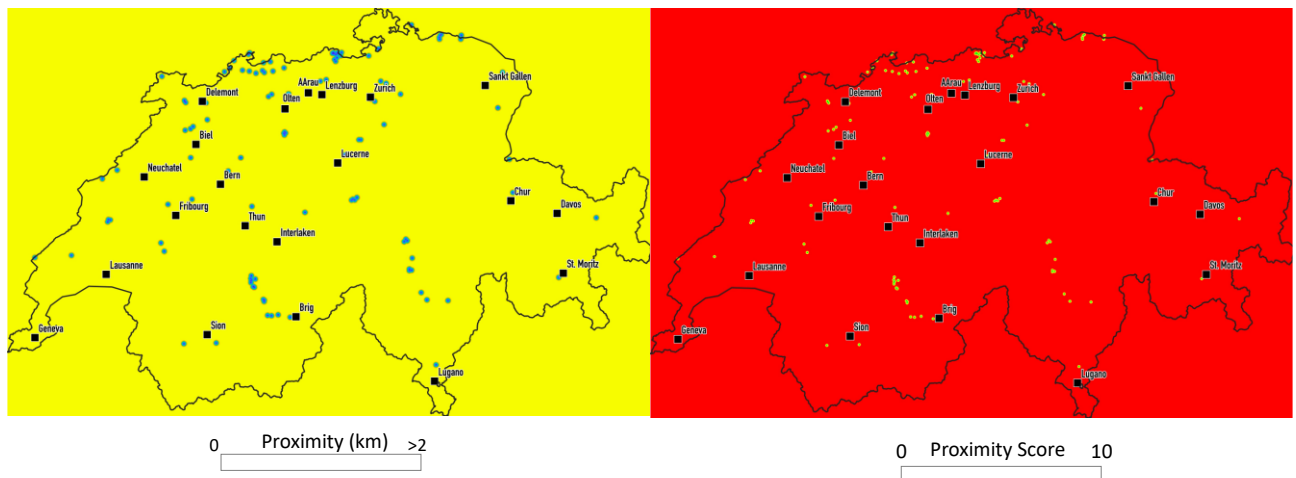 Sankt Gallen
AArau
Lenzburg
Zurich
Delemont
Olten
Biel
Lucerne
Neuchatel
Bern
Chur
Davos
Fribourg
Thun
Interlaken
Lausanne
St. Moritz
Brig
Geneva
Sion
Lugano
0 Proximity (km) >2
Sankt Gallen
AArau
Lenzburg
Zurich
Delemont
Olten
Biel
Lucerne
Neuchatel
Bern
Chur
Davos
Fribourg
Thun
Interlaken
Lausanne
St. Moritz
Brig
Geneva
Sion
Lugano
0 Proximity Score 10